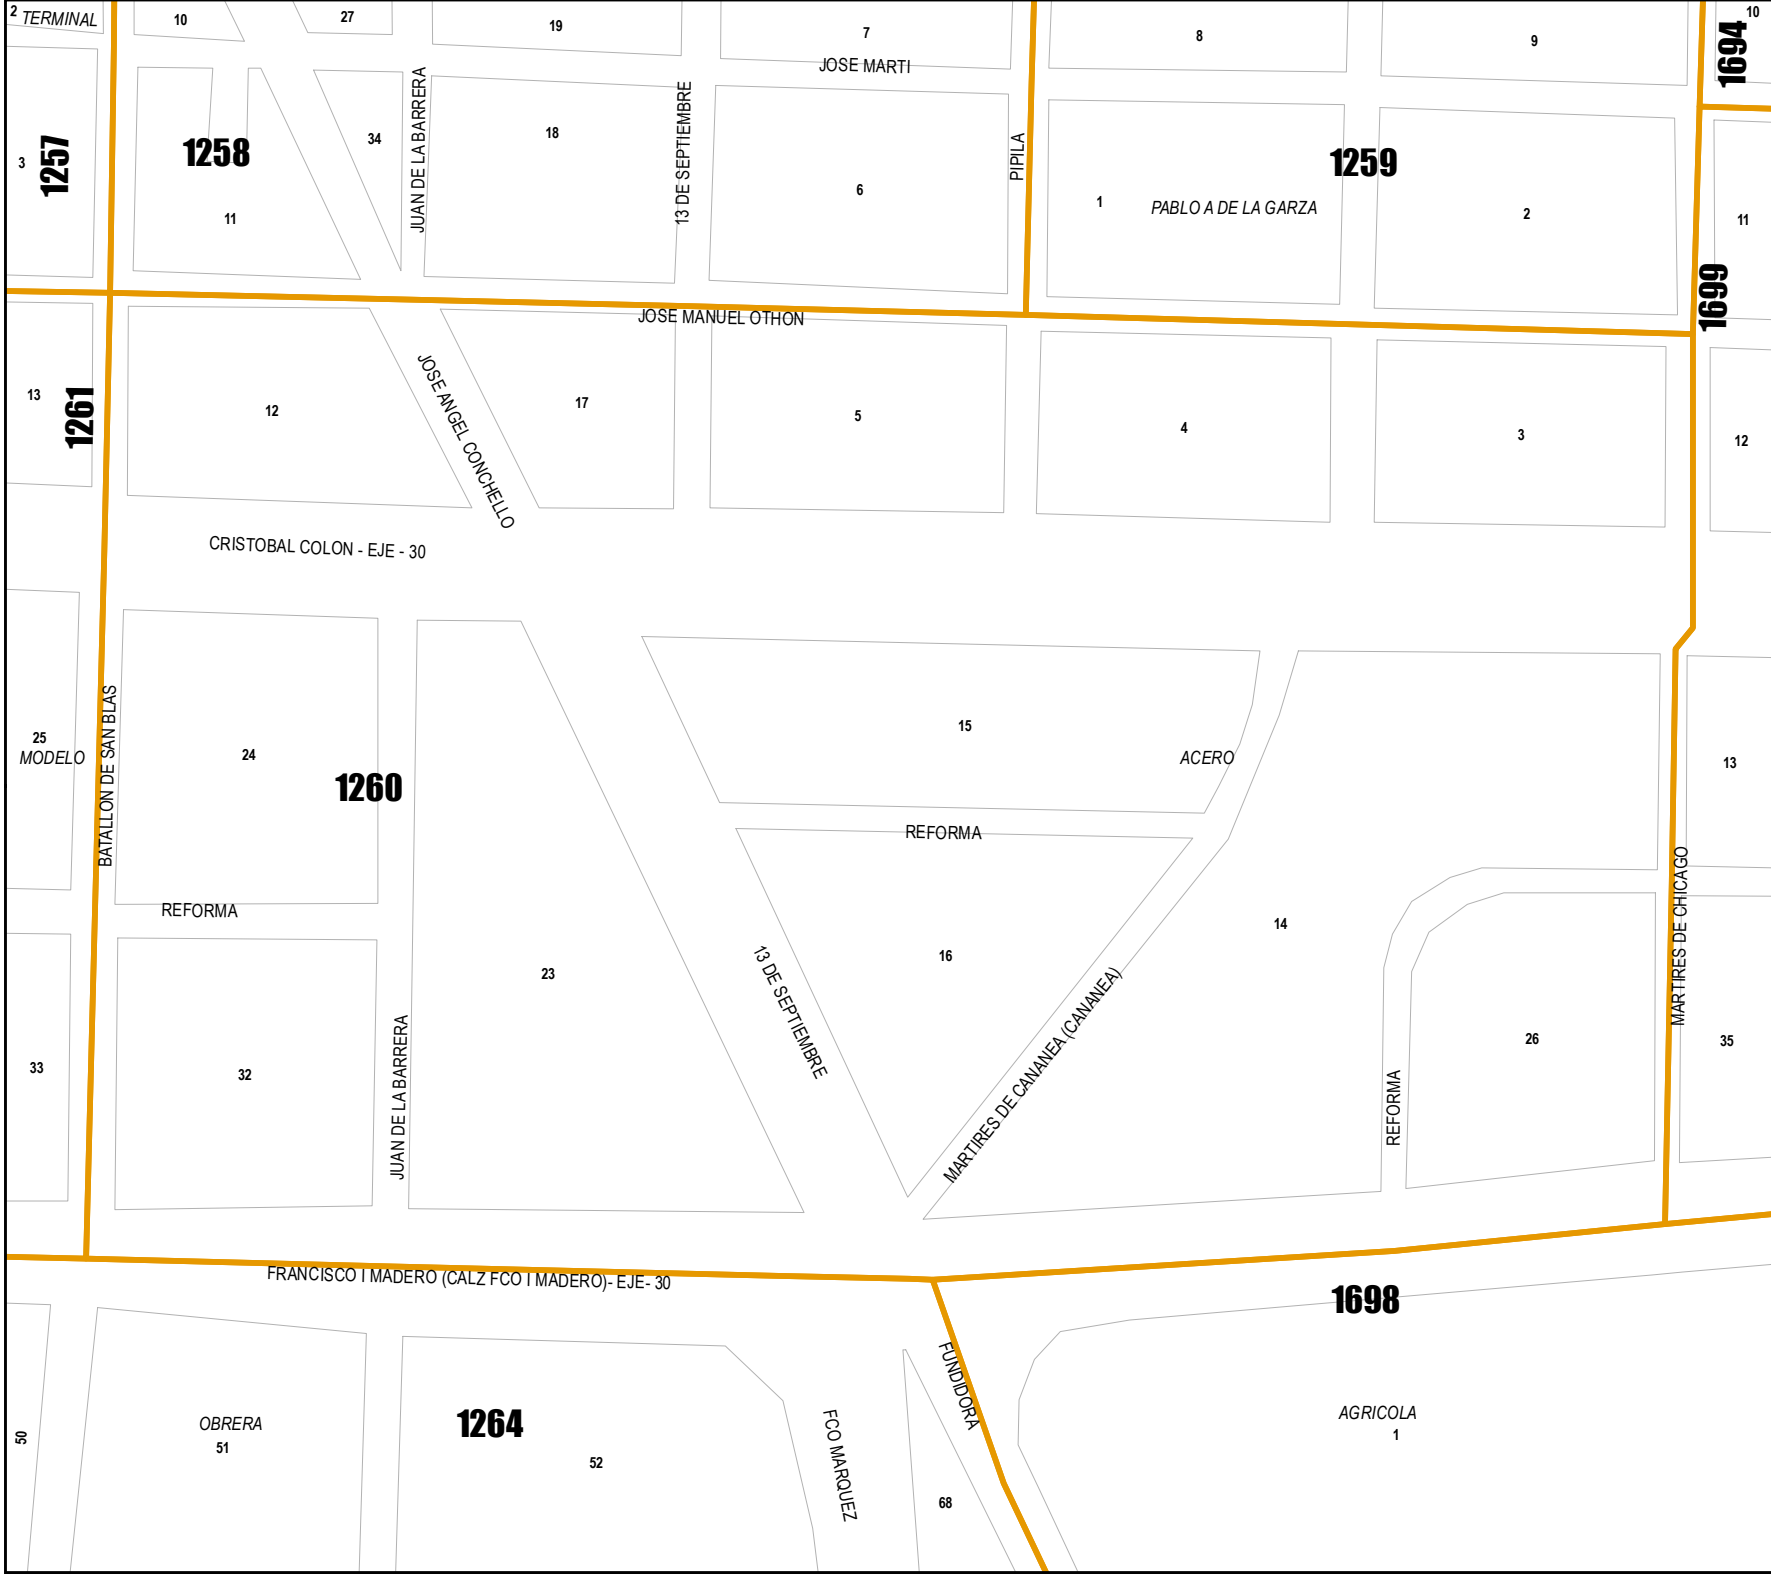 2 TERMINAL
10
27
19
7
8
9
10
1694
JOSE MARTI
3
1257
1258
34
JUAN DE LA BARRERA
18
13 DE SEPTIEMBRE
6
PIPILA
1
PABLO A DE LA GARZA
1259
2
11
11
1699
JOSE MANUEL OTHON
13
1261
12
JOSE ANGEL CONCHELLO
17
5
4
3
12
CRISTOBAL COLON - EJE - 30
25
MODELO
BATALLON DE SAN BLAS
24
1260
15
ACERO
13
REFORMA
REFORMA
23
13 DE SEPTIEMBRE
16
MARTIRES DE CANANEA (CANANEA)
14
MARTIRES DE CHICAGO
33
32
JUAN DE LA BARRERA
REFORMA
26
35
FRANCISCO I MADERO (CALZ FCO I MADERO)- EJE- 30
1698
50
OBRERA
51
1264
52
FCO MARQUEZ
FUNDIDORA
68
AGRICOLA
1